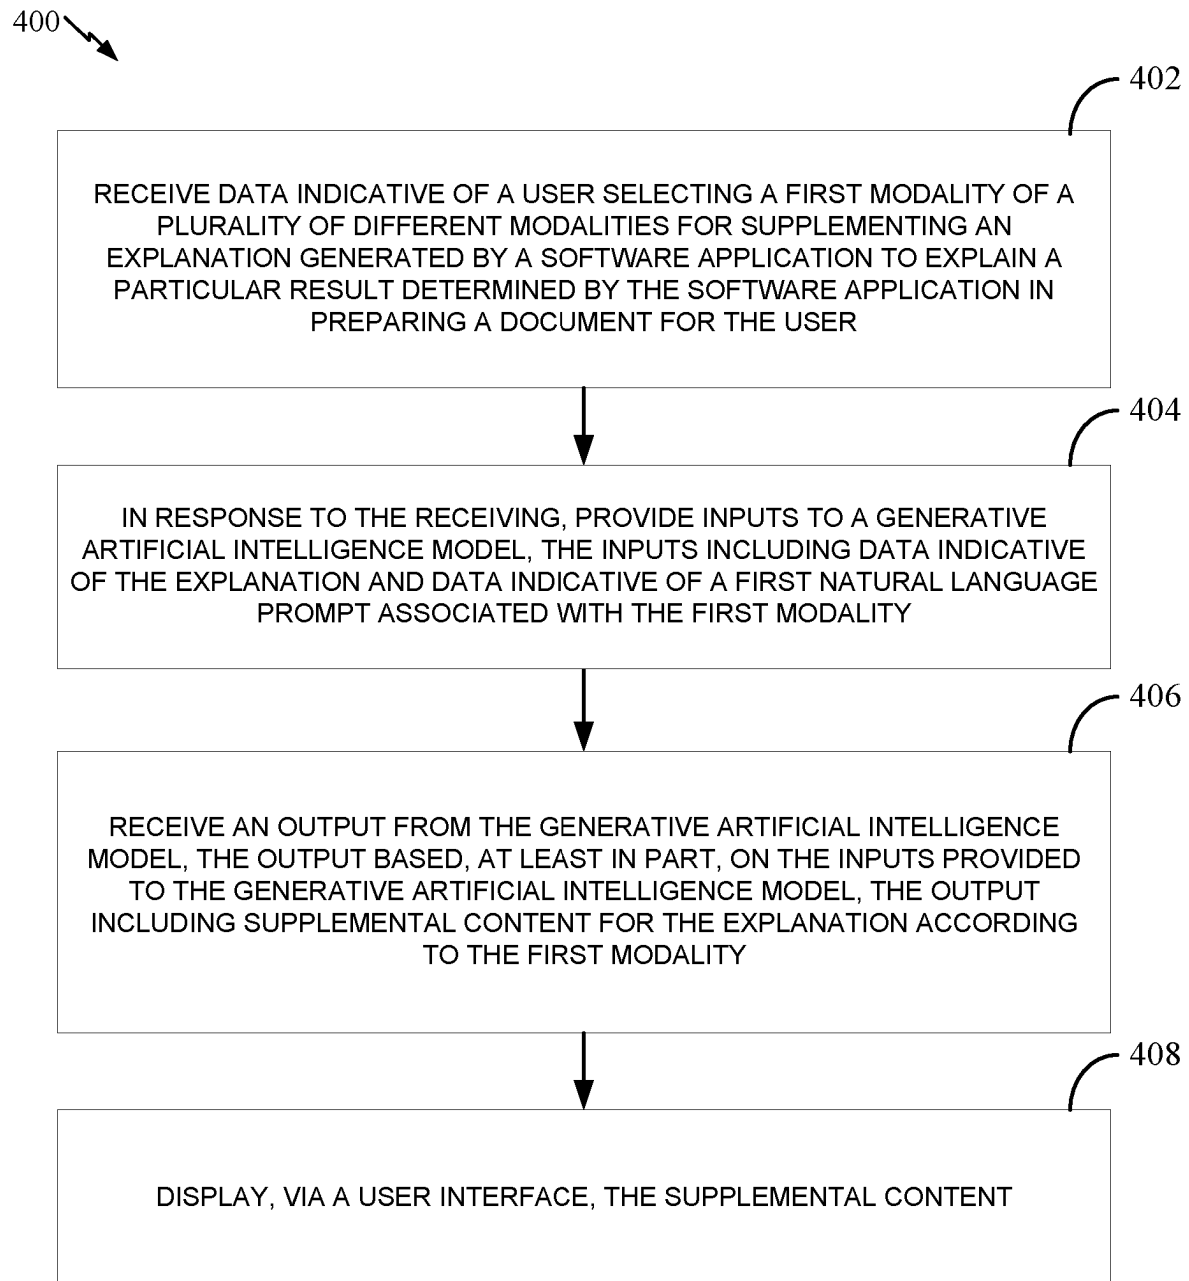 400
402
RECEIVE DATA INDICATIVE OF A USER SELECTING A FIRST MODALITY OF A
PLURALITY OF DIFFERENT MODALITIES FOR SUPPLEMENTING AN
EXPLANATION GENERATED BY A SOFTWARE APPLICATION TO EXPLAIN A
PARTICULAR RESULT DETERMINED BY THE SOFTWARE APPLICATION IN
PREPARING A DOCUMENT FOR THE USER
404
IN RESPONSE TO THE RECEIVING, PROVIDE INPUTS TO A GENERATIVE
ARTIFICIAL INTELLIGENCE MODEL, THE INPUTS INCLUDING DATA INDICATIVE
OF THE EXPLANATION AND DATA INDICATIVE OF A FIRST NATURAL LANGUAGE
PROMPT ASSOCIATED WITH THE FIRST MODALITY
406
RECEIVE AN OUTPUT FROM THE GENERATIVE ARTIFICIAL INTELLIGENCE
MODEL, THE OUTPUT BASED, AT LEAST IN PART, ON THE INPUTS PROVIDED
TO THE GENERATIVE ARTIFICIAL INTELLIGENCE MODEL, THE OUTPUT
INCLUDING SUPPLEMENTAL CONTENT FOR THE EXPLANATION ACCORDING
TO THE FIRST MODALITY
408
DISPLAY, VIA A USER INTERFACE, THE SUPPLEMENTAL CONTENT